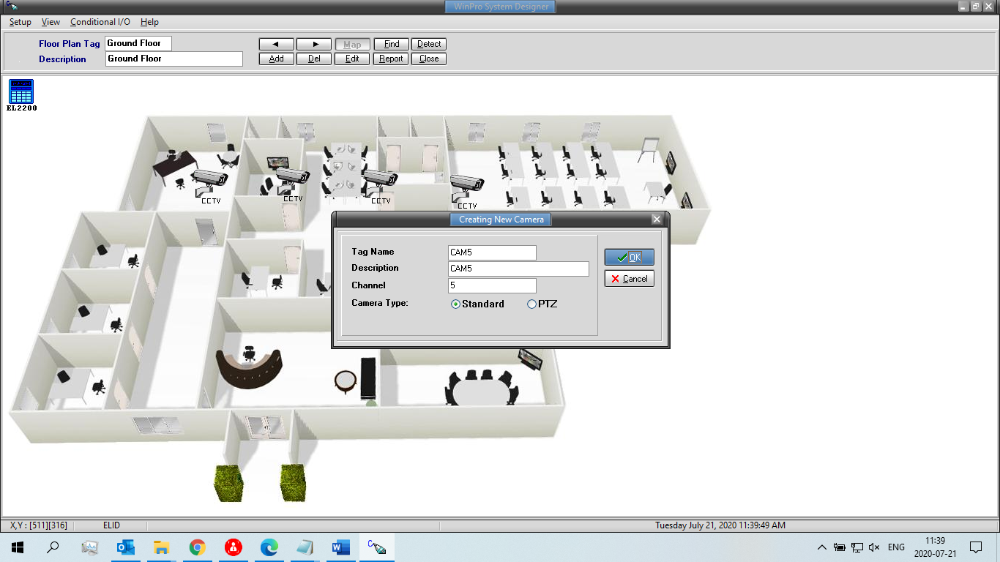 WinPro System Designer
Setup View Conditional I/O Help
Floor Plan Tag Ground Floor ◄ ► Map Find Detect
Description Ground Floor Add Del Edit Report Close
EL2200
CCTV CCTV CCTV CCTV
Creating New Camera
Tag Name CAM5 OK
Description CAM5 Cancel
Channel 5
Camera Type: Standard PTZ
X,Y : [511][316] ELID Tuesday July 21, 2020 11:39:49 AM
ENG 11:39
2020-07-21